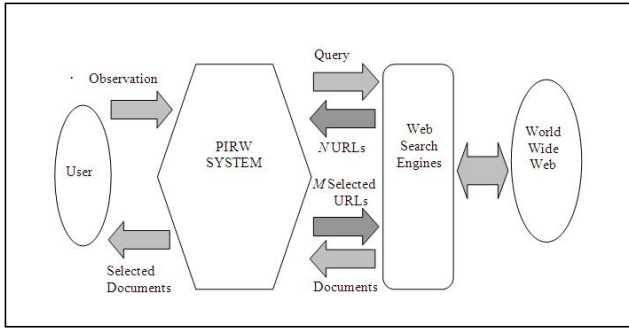 Observation
User
Selected
Documents
PIRW
SYSTEM
Query
N URLs
M Selected
URLs
Documents
Web
Search
Engines
World
Wide
Web